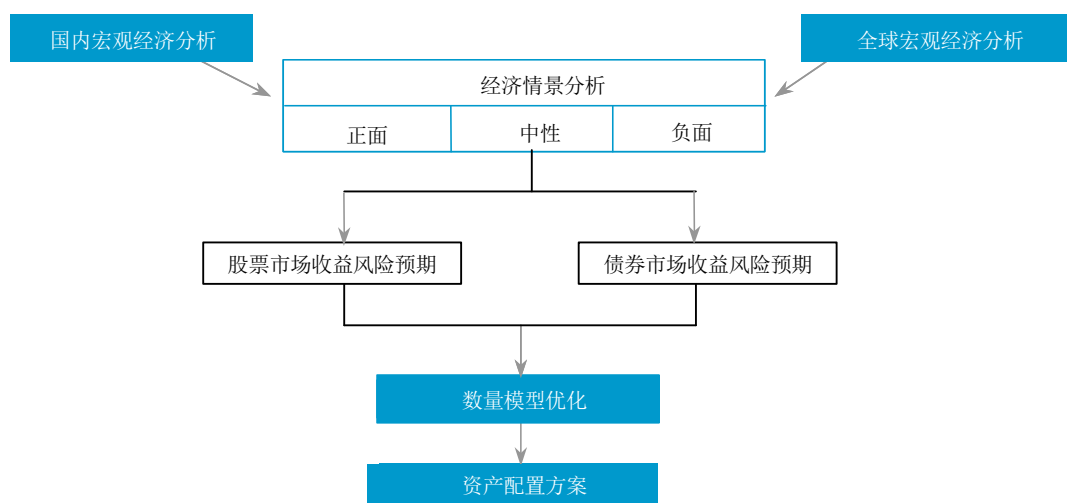 国内宏观经济分析
全球宏观经济分析
经济情景分析
正面
中性
负面
股票市场收益风险预期
债券市场收益风险预期
数量模型优化
资产配置方案